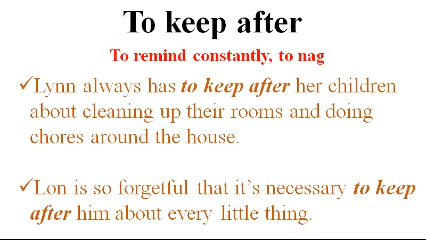 To keep after
To remind constantly, to nag
✓Lynn always has to keep after her children
about cleaning up their rooms and doing
chores around the house.
✓Lon is so forgetful that it's necessary to keep
after him about every little thing.